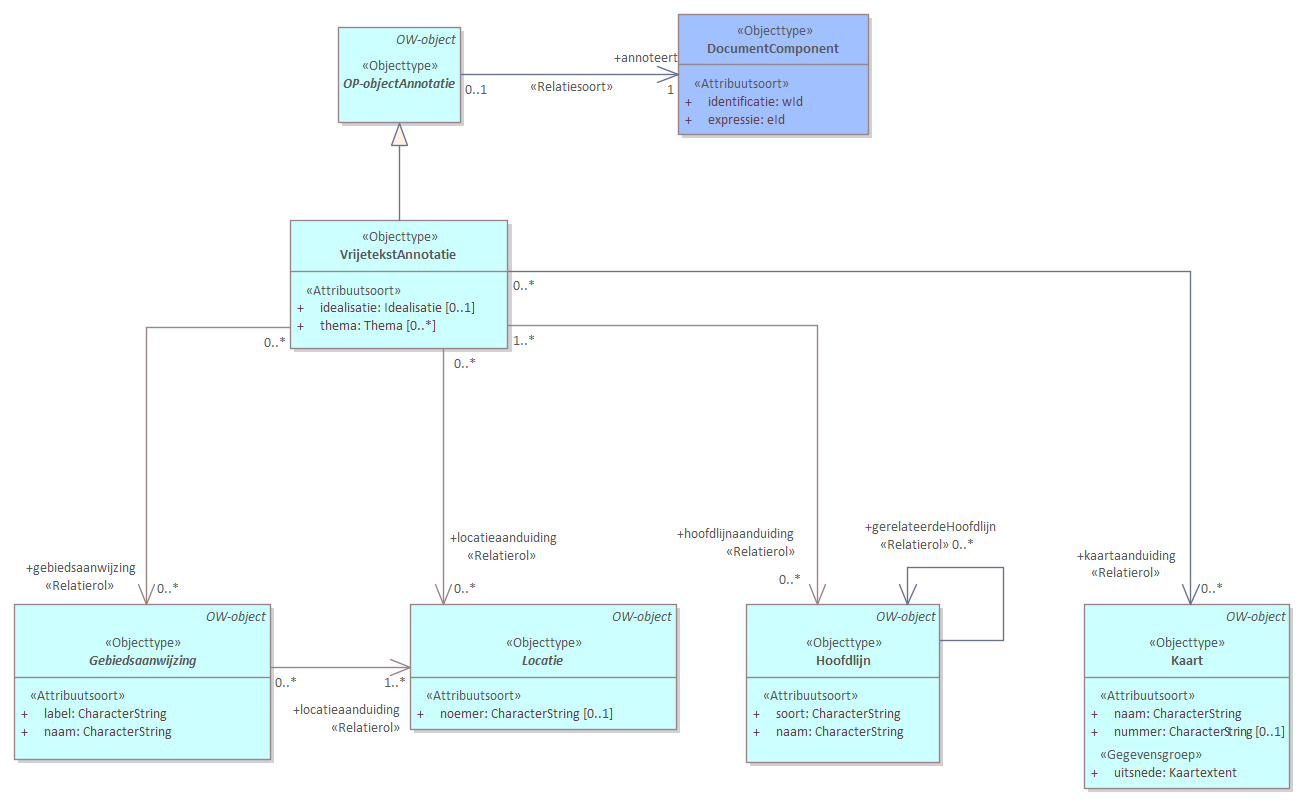 OW-object
«Objecttype»
OP-objectAnnotatie
0..1
«Relatiesoort»
+annoteert
1
«Objecttype»
DocumentComponent
«Attribuutsoort»
+ identificatie: wId
+ expressie: eId
«Objecttype»
VrijetekstAnnotatie
«Attribuutsoort»
+ idealisatie: Idealisatie [0..1]
+ thema: Thema [0..*]
0..*
0..*
1..*
0..*
+gebiedsaanwijzing
«Relatierol»
0..*
+locatieaanduiding
«Relatierol»
0..*
+hoofdlijnaanduiding
«Relatierol»
0..*
+gerelateerdeHoofdlijn
«Relatierol» 0..*
+kaartaanduiding
«Relatierol»
0..*
OW-object
«Objecttype»
Gebiedsaanwijzing
«Attribuutsoort»
+ label: CharacterString
+ naam: CharacterString
0..*
1..*
+locatieaanduiding
«Relatierol»
OW-object
«Objecttype»
Locatie
«Attribuutsoort»
+ noemer: CharacterString [0..1]
OW-object
«Objecttype»
Hoofdlijn
«Attribuutsoort»
+ soort: CharacterString
+ naam: CharacterString
OW-object
«Objecttype»
Kaart
«Attribuutsoort»
+ naam: CharacterString
+ nummer: CharacterString [0..1]
«Gegevensgroep»
+ uitsnede: Kaartextent